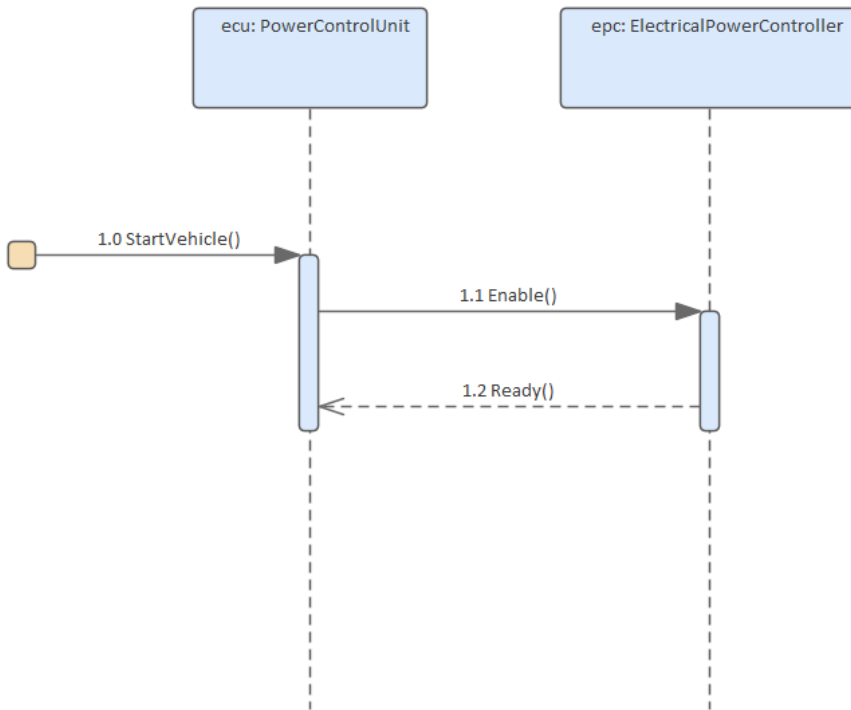 ecu: PowerControlUnit
epc: ElectricalPowerController
1.0 StartVehicle()
1.1 Enable()
1.2 Ready()